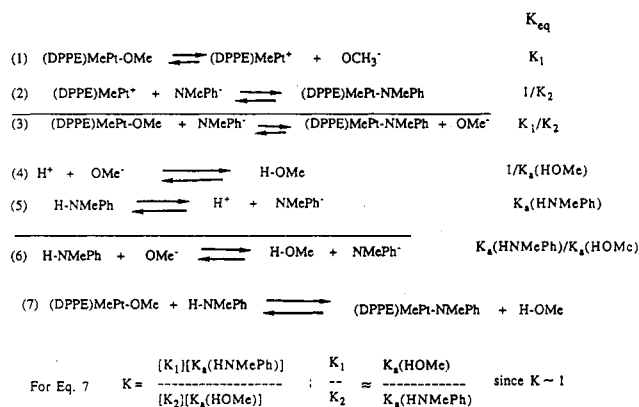 K_eq
(1) (DPPE)MePt-OMe ⇌ (DPPE)MePt⁺ + OCH₃⁻ K₁
(2) (DPPE)MePt⁺ + NMePh⁻ ⇌ (DPPE)MePt-NMePh 1/K₂
(3) (DPPE)MePt-OMe + NMePh⁻ ⇌ (DPPE)MePt-NMePh + OMe⁻ K₁/K₂
(4) H⁺ + OMe⁻ ⇌ H-OMe 1/Kₐ(HOMe)
(5) H-NMePh ⇌ H⁺ + NMePh⁻ Kₐ(HNMePh)
(6) H-NMePh + OMe⁻ ⇌ H-OMe + NMePh⁻ Kₐ(HNMePh)/Kₐ(HOMe)
(7) (DPPE)MePt-OMe + H-NMePh ⇌ (DPPE)MePt-NMePh + H-OMe
[K₁][Kₐ(HNMePh)] K₁ Kₐ(HOMe)
For Eq. 7 K = ---------------- ; -- ≈ ------------ since K ~ 1
[K₂][Kₐ(HOMe)] K₂ Kₐ(HNMePh)